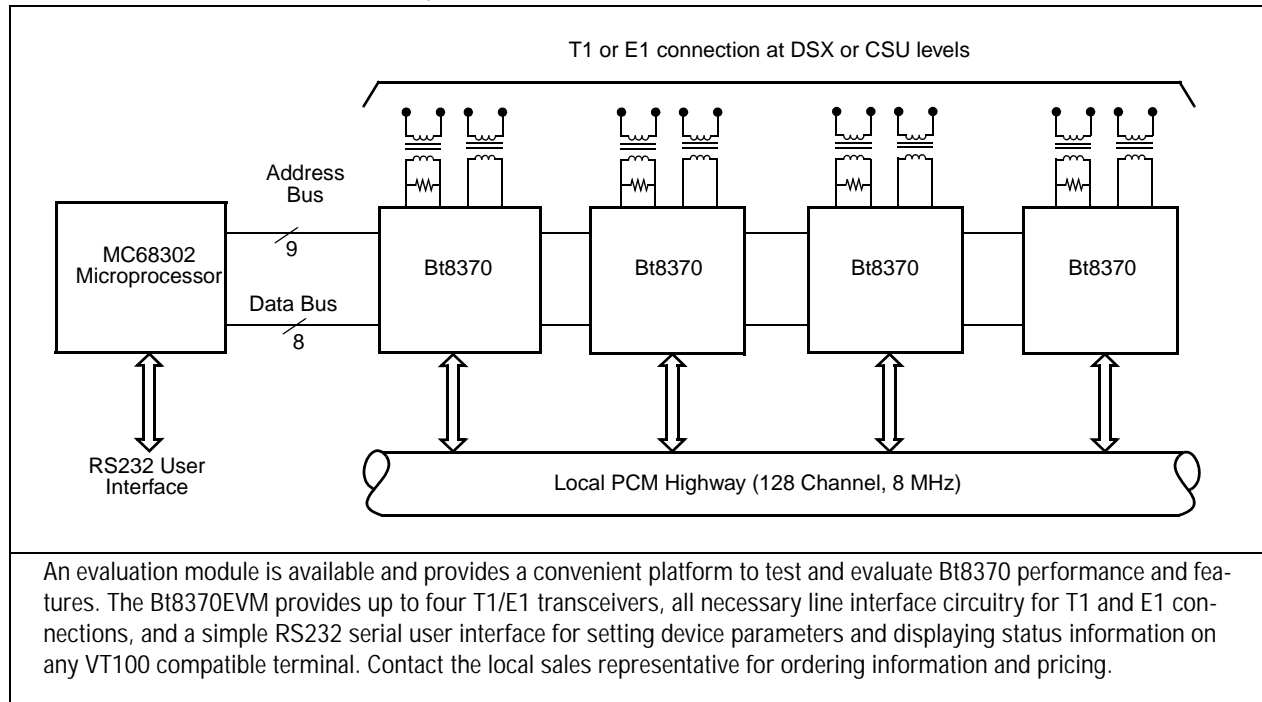 T1 or E1 connection at DSX or CSU levels
Address
Bus
9
MC68302
Microprocessor
Data Bus
8
Bt8370
Bt8370
Bt8370
Bt8370
RS232 User
Interface
Local PCM Highway (128 Channel, 8 MHz)
An evaluation module is available and provides a convenient platform to test and evaluate Bt8370 performance and fea-
tures. The Bt8370EVM provides up to four T1/E1 transceivers, all necessary line interface circuitry for T1 and E1 con-
nections, and a simple RS232 serial user interface for setting device parameters and displaying status information on
any VT100 compatible terminal. Contact the local sales representative for ordering information and pricing.